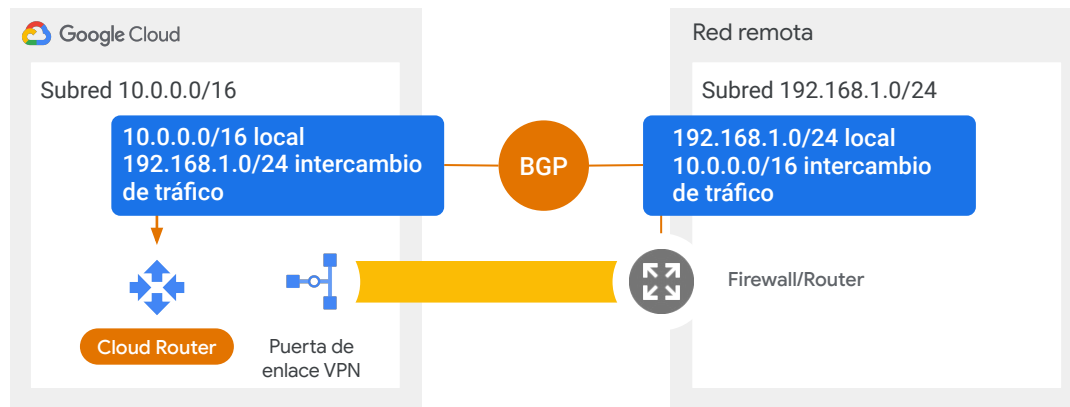 Google Cloud
Subred 10.0.0.0/16
10.0.0.0/16 local
192.168.1.0/24 intercambio
de tráfico
Cloud Router
Puerta de
enlace VPN
BGP
Red remota
Subred 192.168.1.0/24
192.168.1.0/24 local
10.0.0.0/16 intercambio
de tráfico
Firewall/Router